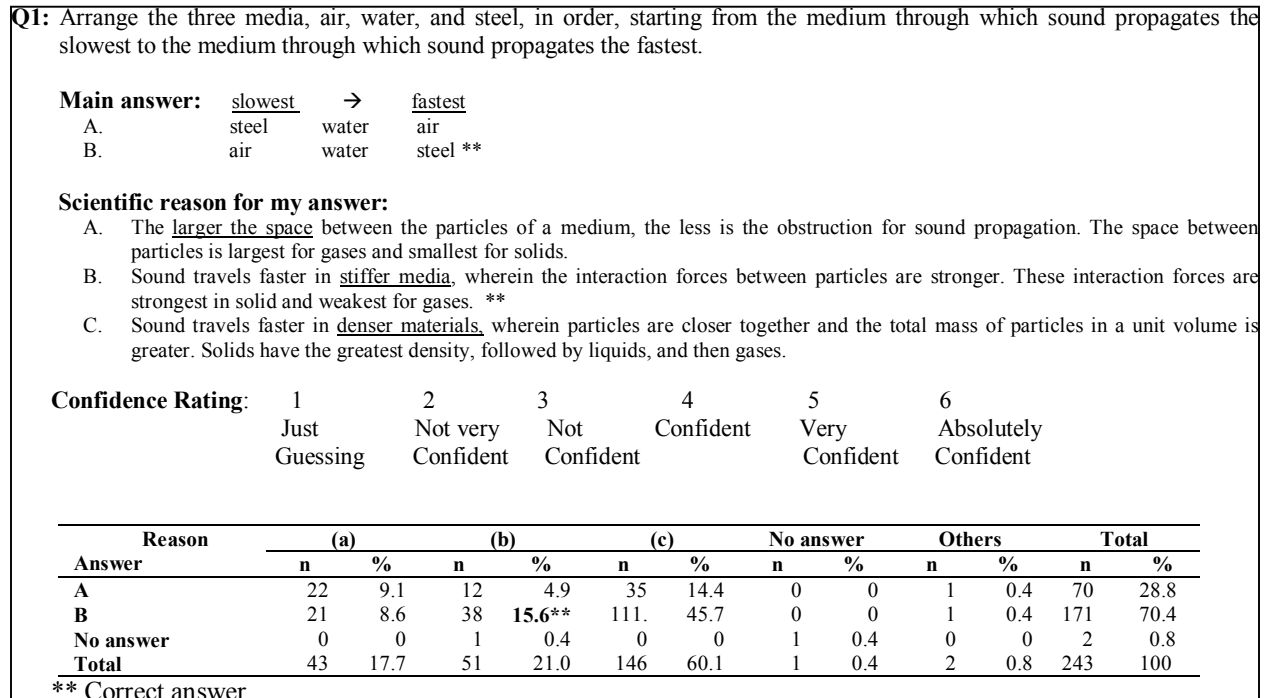 Q1: Arrange the three media, air, water, and steel, in order, starting from the medium through which sound propagates the
slowest to the medium through which sound propagates the fastest.
Main answer: slowest → fastest
A. steel water air
B. air water steel **
Scientific reason for my answer:
A. The larger the space between the particles of a medium, the less is the obstruction for sound propagation. The space between
particles is largest for gases and smallest for solids.
B. Sound travels faster in stiffer media, wherein the interaction forces between particles are stronger. These interaction forces are
strongest in solid and weakest for gases. **
C. Sound travels faster in denser materials, wherein particles are closer together and the total mass of particles in a unit volume is
greater. Solids have the greatest density, followed by liquids, and then gases.
Confidence Rating: 1 2 3 4 5 6
Just Not very Not Confident Very Absolutely
Guessing Confident Confident Confident Confident
Reason (a) (b) (c) No answer Others Total
Answer n % n % n % n % n % n %
A 22 9.1 12 4.9 35 14.4 0 0 1 0.4 70 28.8
B 21 8.6 38 15.6** 111. 45.7 0 0 1 0.4 171 70.4
No answer 0 0 1 0.4 0 0 1 0.4 0 0 2 0.8
Total 43 17.7 51 21.0 146 60.1 1 0.4 2 0.8 243 100
** Correct answer